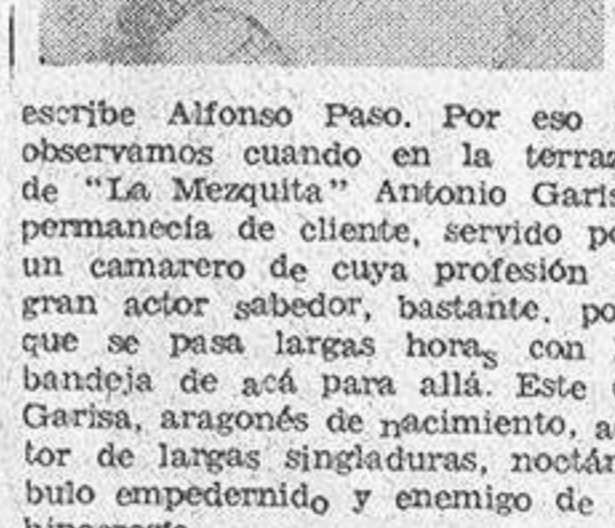 escribe Alfonso Paso. Por eso
observamos cuando en la terraz
de "La Mezquita" Antonio Garis
permanecía de cliente, servido po
un camarero de cuya profesión
gran actor sabedor, bastante. po
que se pasa largas horas con
bandeja de acá para allá. Este
Garisa, aragonés de nacimiento, a
tor de largas singladuras, noctám
bulo empedernido y enemigo de